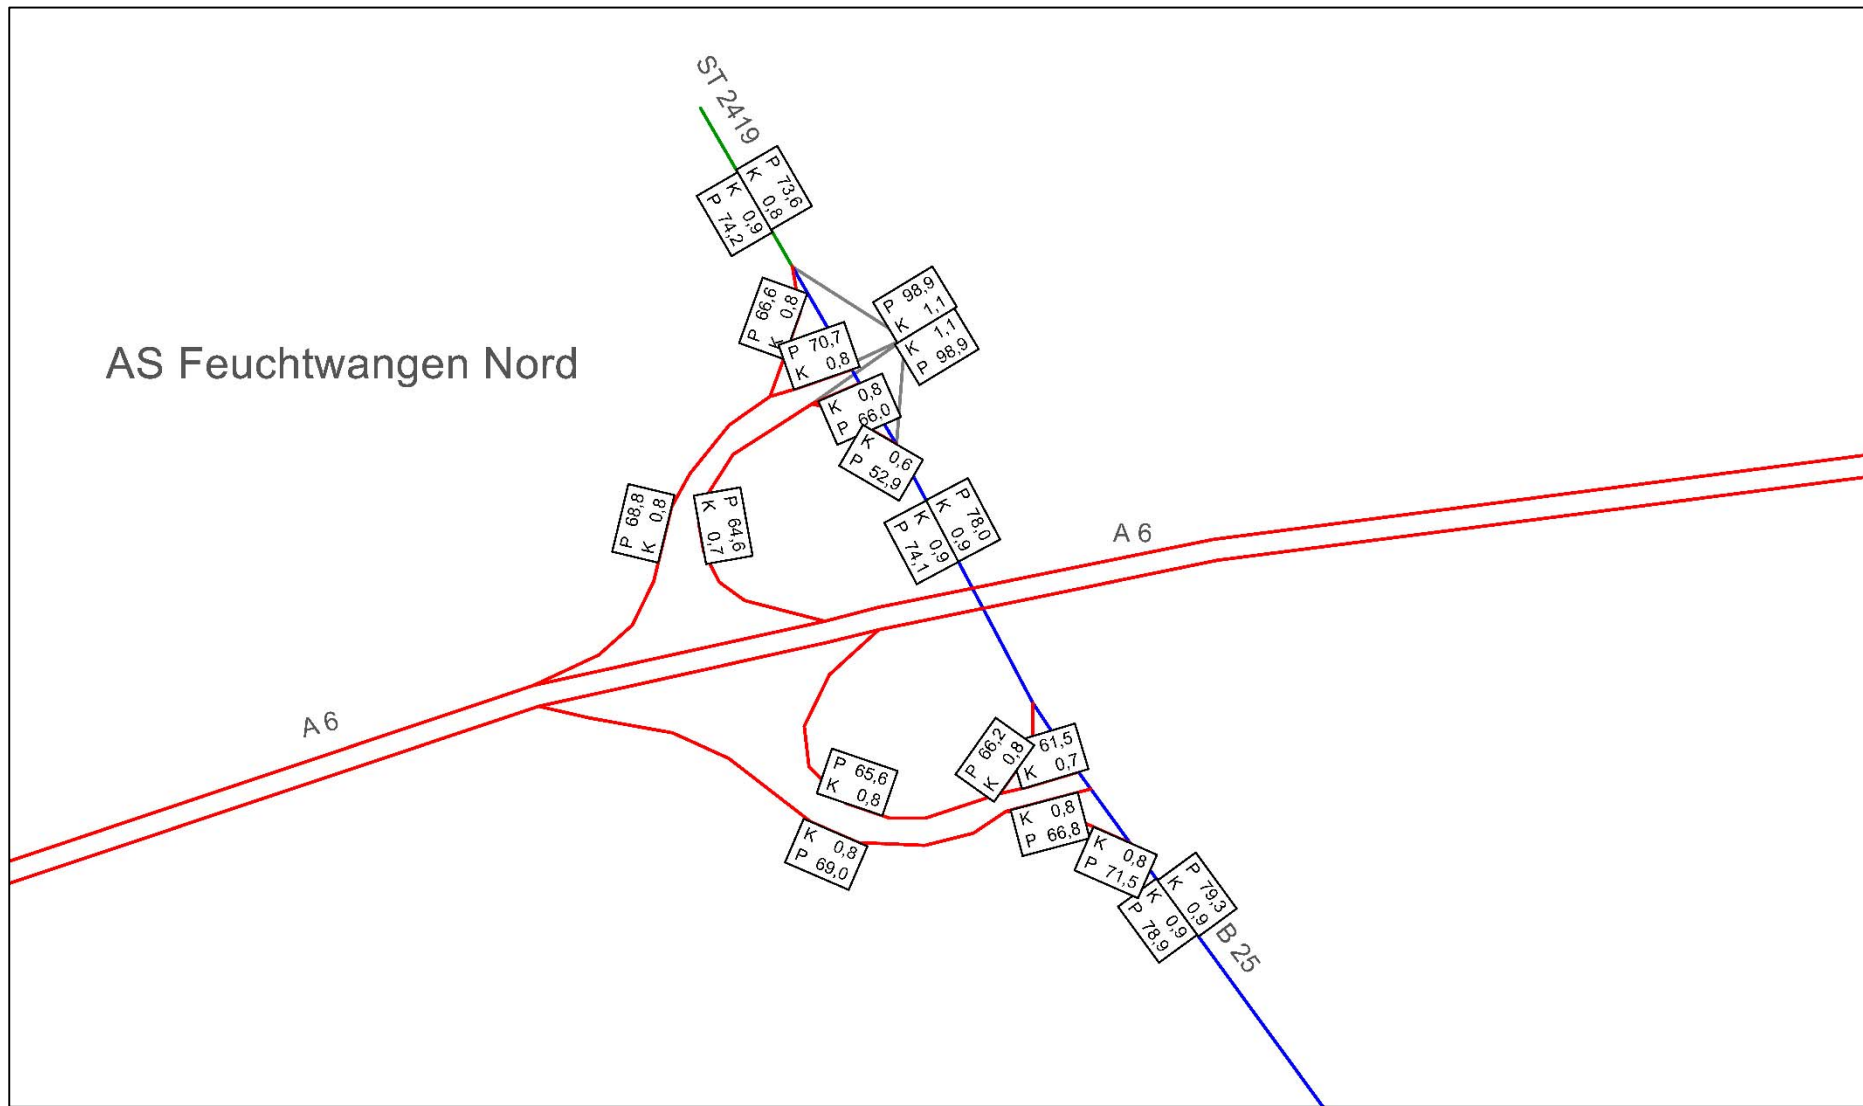 ST 2419
P 73,6
K 0,8
K 0,9
P 74,2
P 98,9
K 1,1
K 1,1
P 98,9
P 66,6
K 0,8
P 70,7
K 0,8
AS Feuchtwangen Nord
K 0,8
P 66,0
K 0,6
P 52,9
P 68,8
K 0,8
P 64,6
K 0,7
P 78,0
K 0,9
K 0,9
P 74,1
A 6
A 6
P 66,2
K 0,8
61,5
K 0,7
P 65,6
K 0,8
K 0,8
P 66,8
K 0,8
P 69,0
K 0,8
P 71,5
P 79,3
K 0,9
K 0,9
P 78,9
B 25